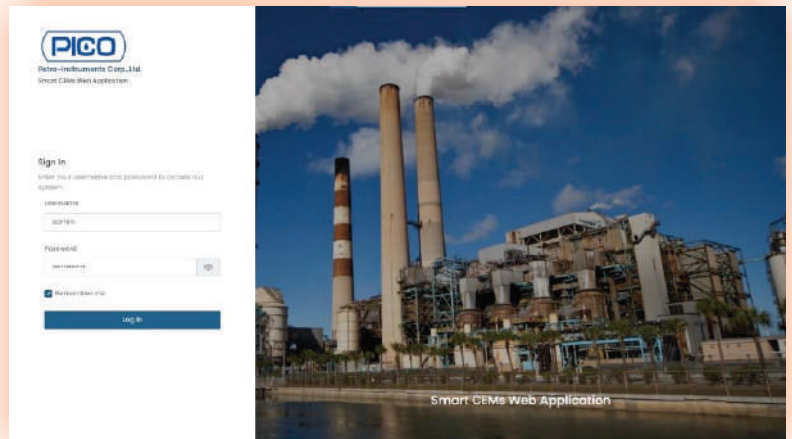 PICO
Petro-Instruments Corp.,Ltd.
Smart CEMs Web Application
Sign In
Enter your username and password to access our
system.
Username
admin
Password
Remember me
Log In
Smart CEMs Web Application